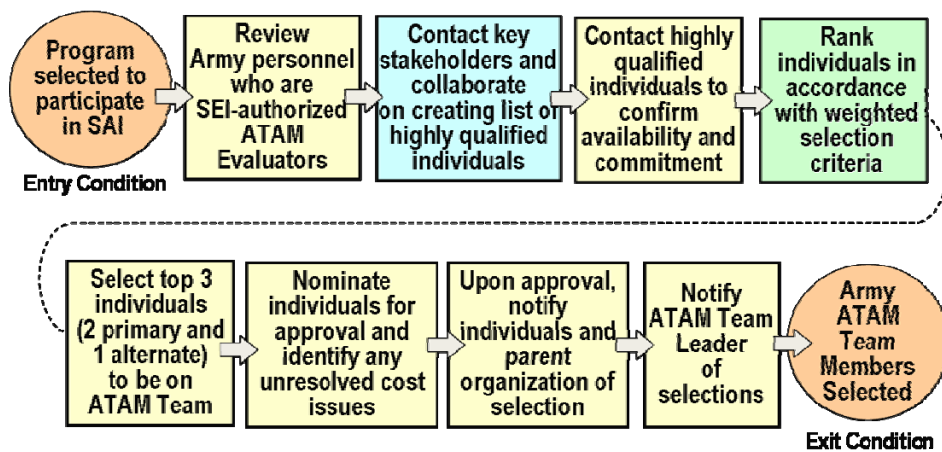 Program
selected to
participate
in SAI
Entry Condition
Review
Army personnel
who are
SEI-authorized
ATAM
Evaluators
Contact key
stakeholders and
collaborate
on creating list of
highly qualified
individuals
Contact highly
qualified
individuals to
confirm
availability and
commitment
Rank
individuals in
accordance
with weighted
selection
criteria
Select top 3
individuals
(2 primary and
1 alternate)
to be on
ATAM Team
Nominate
individuals for
approval and
identify any
unresolved cost
issues
Upon approval,
notify
individuals and
parent
organization of
selection
Notify
ATAM Team
Leader
of
selections
Army
ATAM
Team
Members
Selected
Exit Condition